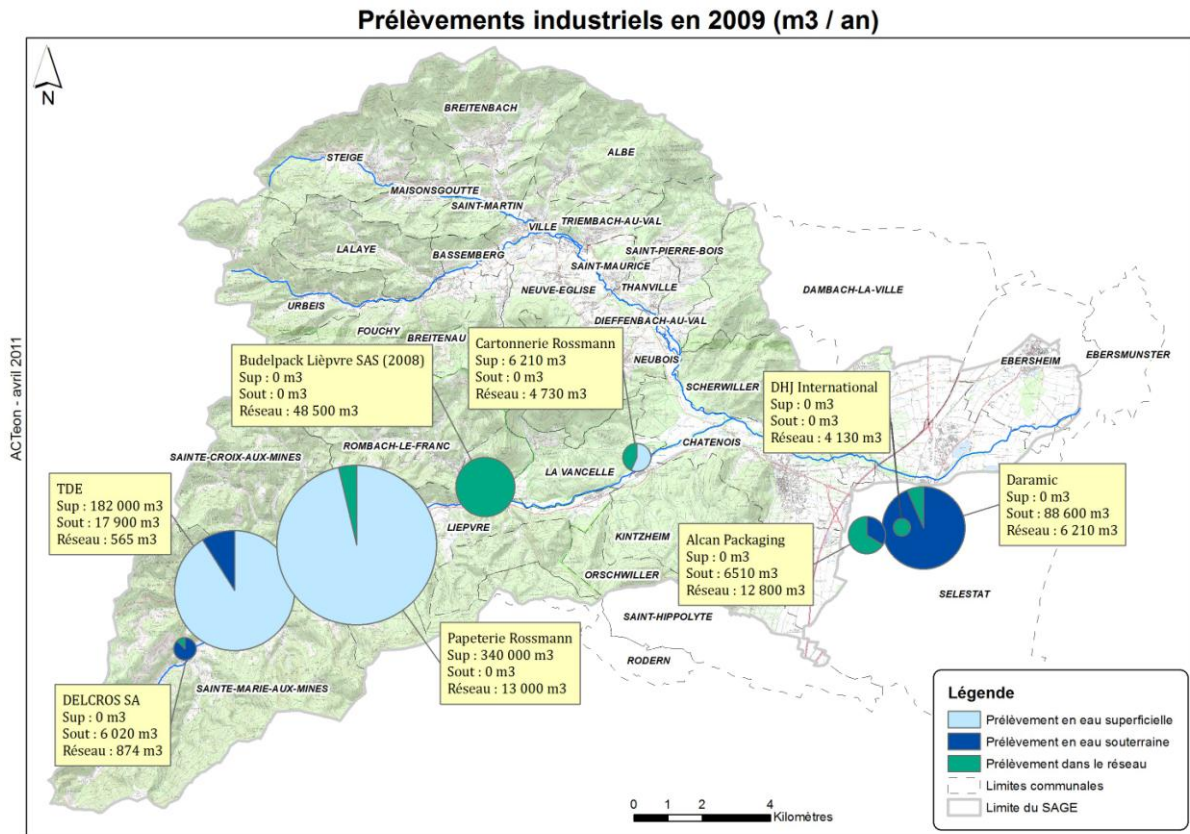 Prélèvements industriels en 2009 (m3 / an)
N
ACTeon - avril 2011
BREITENBACH
STEIGE
ALBE
MAISONSGOUTTE
SAINT-MARTIN
VILLE
TRIEMBACH-AU-VAL
LALAYE
BASSEMBERG
SAINT-PIERRE-BOIS
SAINT-MAURICE
NEUVE-EGLISE
THANVILLE
DAMBACH-LA-VILLE
URBEIS
FOUCHY
BREITENAU
DIEFFENBACH-AU-VAL
EBERSHEIM
EBERSMUNSTER
NEUBOIS
SCHERWILLER
Budelpack Lièpvre SAS (2008)
Sup : 0 m3
Sout : 0 m3
Réseau : 48 500 m3
Cartonnerie Rossmann
Sup : 6 210 m3
Sout : 0 m3
Réseau : 4 730 m3
DHJ International
Sup : 0 m3
Sout : 0 m3
Réseau : 4 130 m3
ROMBACH-LE-FRANC
SAINTE-CROIX-AUX-MINES
CHATENOIS
LA VANCELLE
TDE
Sup : 182 000 m3
Sout : 17 900 m3
Réseau : 565 m3
Daramic
Sup : 0 m3
Sout : 88 600 m3
Réseau : 6 210 m3
LIEPVRE
KINTZHEIM
Alcan Packaging
Sup : 0 m3
Sout : 6510 m3
Réseau : 12 800 m3
ORSCHWILLER
SELESTAT
SAINT-HIPPOLYTE
RODERN
Papeterie Rossmann
Sup : 340 000 m3
Sout : 0 m3
Réseau : 13 000 m3
SAINTE-MARIE-AUX-MINES
DELCROS SA
Sup : 0 m3
Sout : 6 020 m3
Réseau : 874 m3
Légende
Prélèvement en eau superficielle
Prélèvement en eau souterraine
Prélèvement dans le réseau
Limites communales
Limite du SAGE
0 1 2 4
Kilomètres